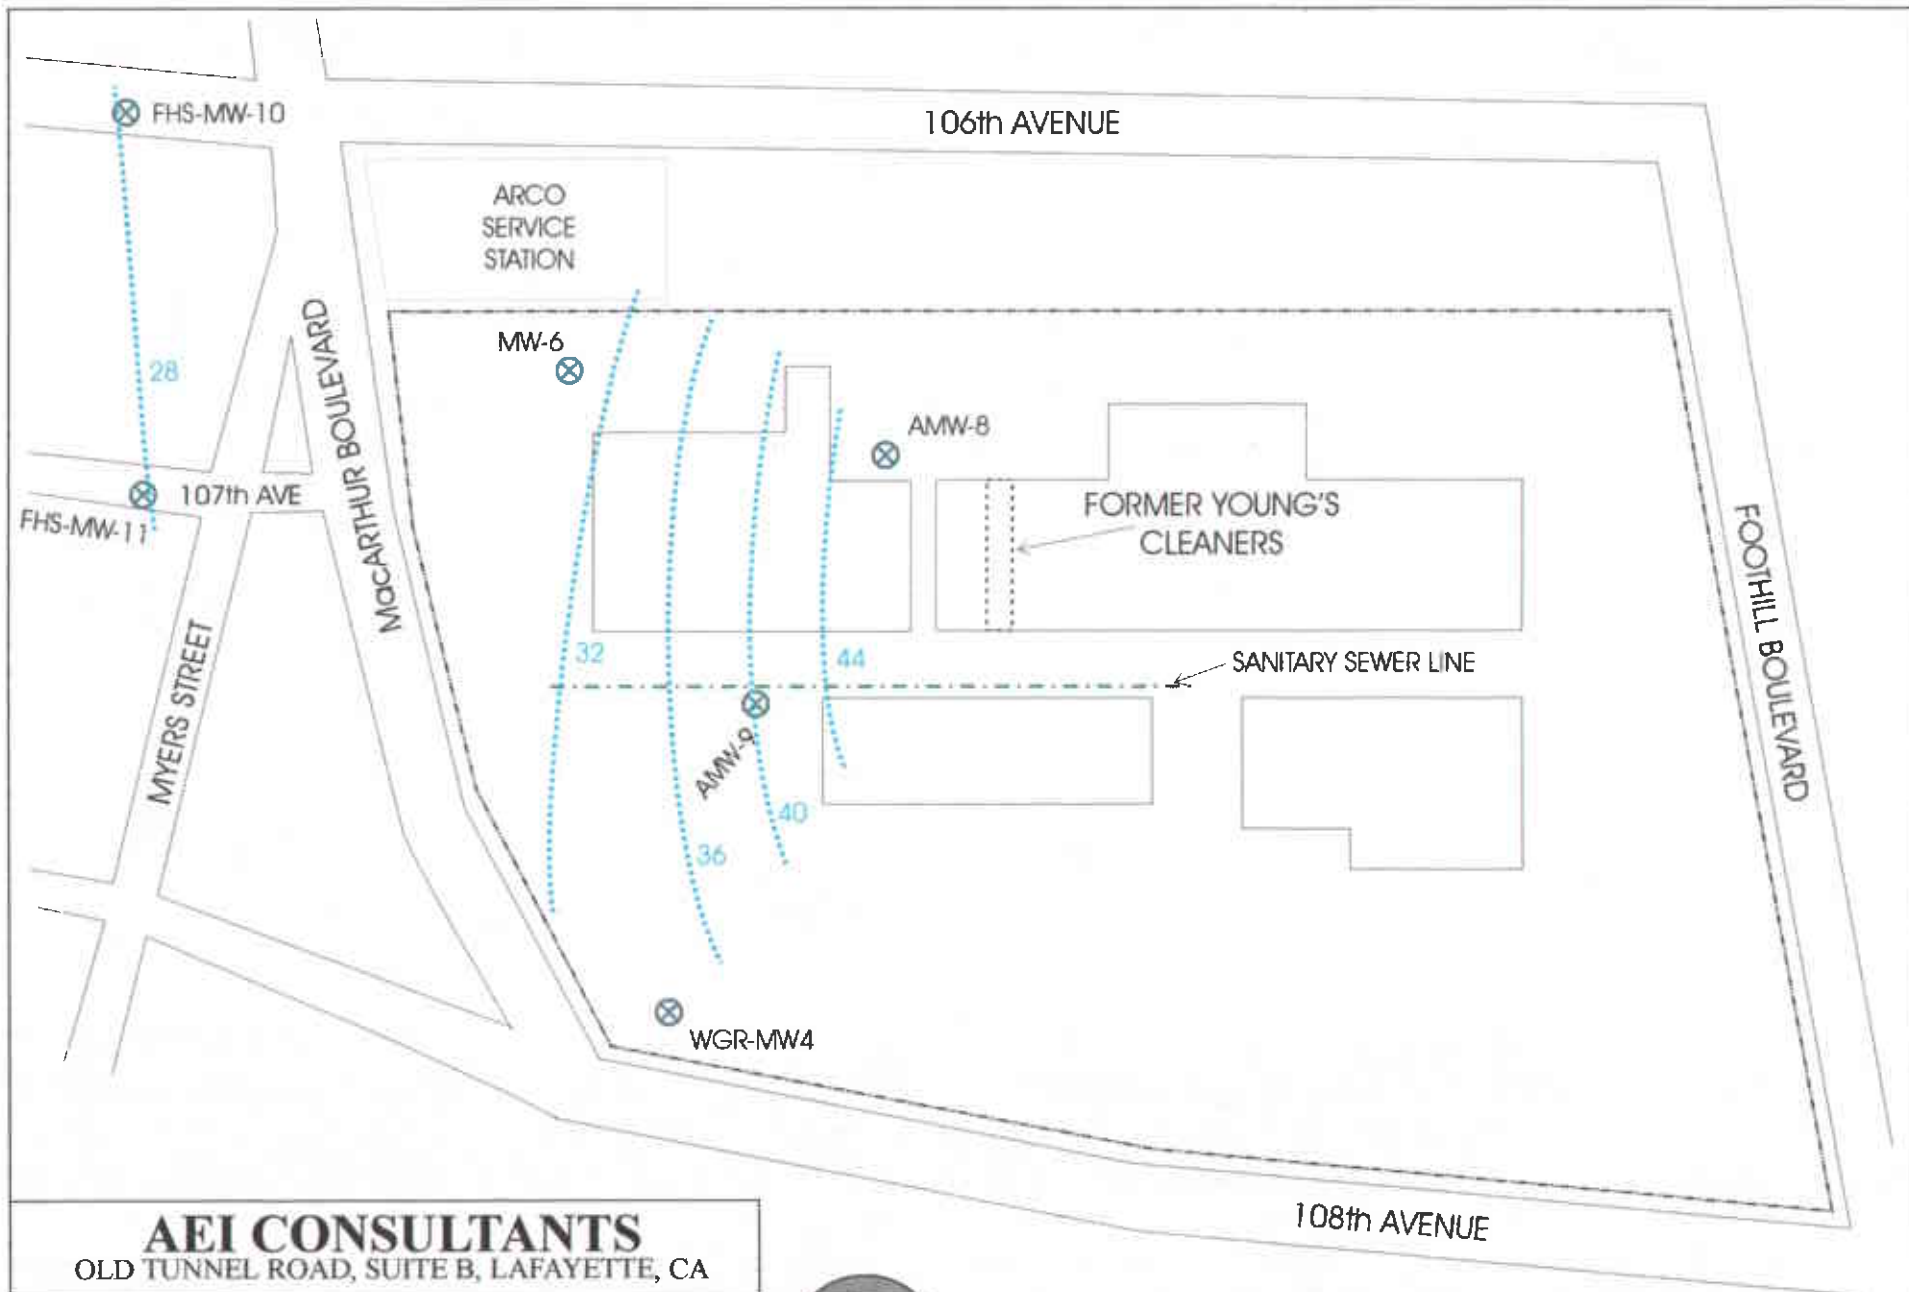 106th AVENUE
FHS-MW-10
ARCO
SERVICE
STATION
MacARTHUR BOULEVARD
MW-6
28
AMW-8
107th AVE
FHS-MW-11
FORMER YOUNG'S
CLEANERS
FOOTHILL BOULEVARD
MYERS STREET
32
44
SANITARY SEWER LINE
AMW-9
40
36
WGR-MW4
108th AVENUE
AEI CONSULTANTS
OLD TUNNEL ROAD, SUITE B, LAFAYETTE, CA